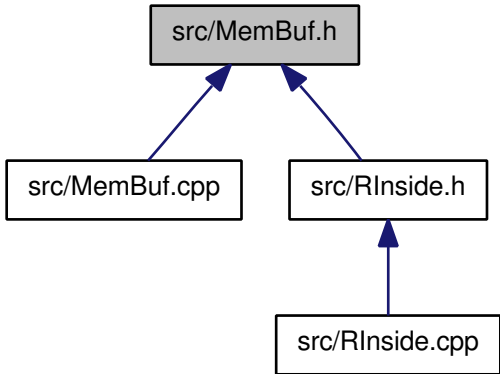 src/MemBuf.h
src/MemBuf.cpp
src/RInside.h
src/RInside.cpp